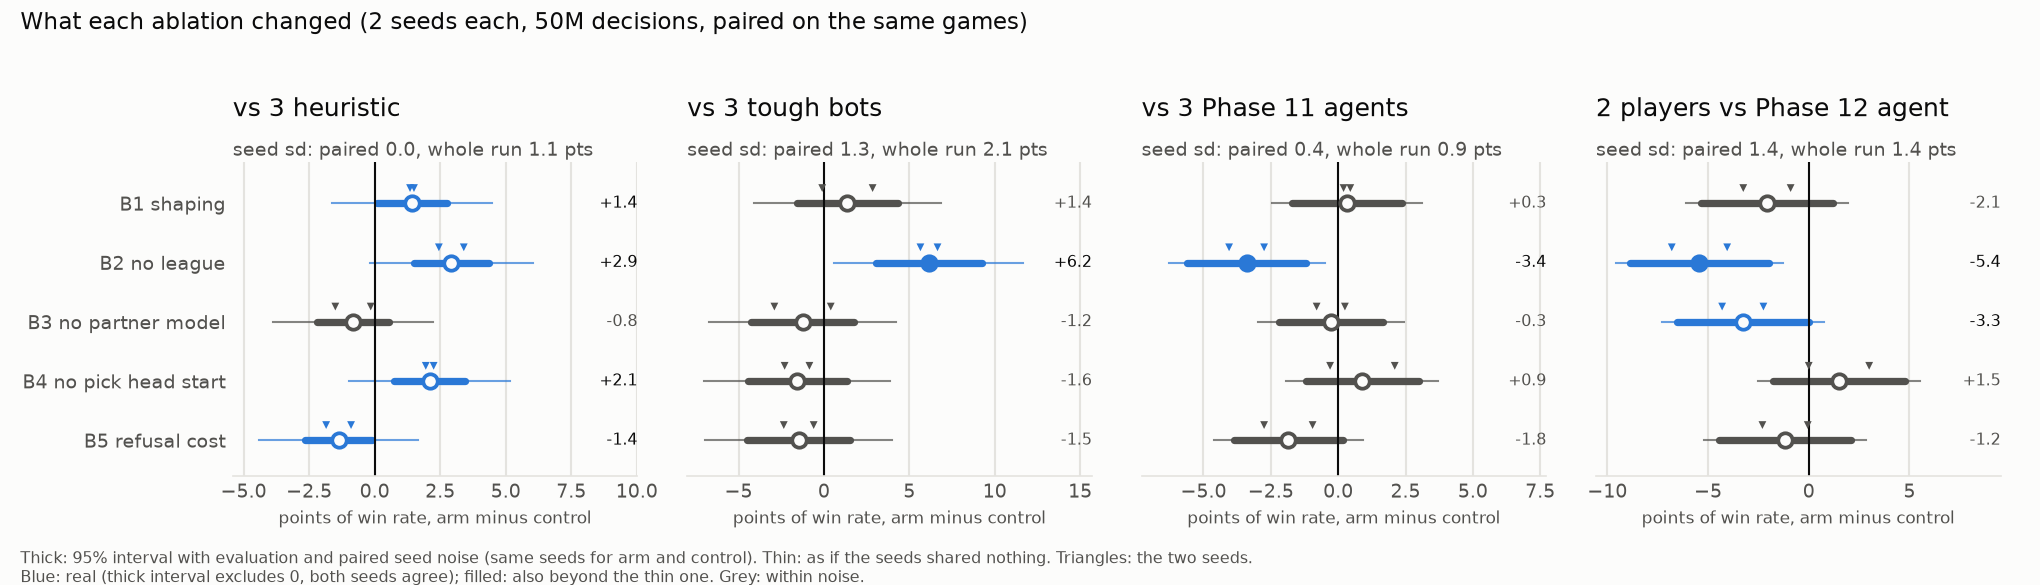 What each ablation changed (2 seeds each, 50M decisions, paired on the same games)
vs 3 heuristic
seed sd: paired 0.0, whole run 1.1 pts
vs 3 tough bots
seed sd: paired 1.3, whole run 2.1 pts
vs 3 Phase 11 agents
seed sd: paired 0.4, whole run 0.9 pts
2 players vs Phase 12 agent
seed sd: paired 1.4, whole run 1.4 pts
B1 shaping
+1.4
+1.4
+0.3
-2.1
B2 no league
+2.9
+6.2
-3.4
-5.4
B3 no partner model
-0.8
-1.2
-0.3
-3.3
B4 no pick head start
+2.1
-1.6
+0.9
+1.5
B5 refusal cost
-1.4
-1.5
-1.8
-1.2
−5.0 −2.5 0.0 2.5 5.0 7.5 10.0
−5 0 5 10 15
−5.0 −2.5 0.0 2.5 5.0 7.5
−10 −5 0 5
points of win rate, arm minus control
points of win rate, arm minus control
points of win rate, arm minus control
points of win rate, arm minus control
Thick: 95% interval with evaluation and paired seed noise (same seeds for arm and control). Thin: as if the seeds shared nothing. Triangles: the two seeds.
Blue: real (thick interval excludes 0, both seeds agree); filled: also beyond the thin one. Grey: within noise.